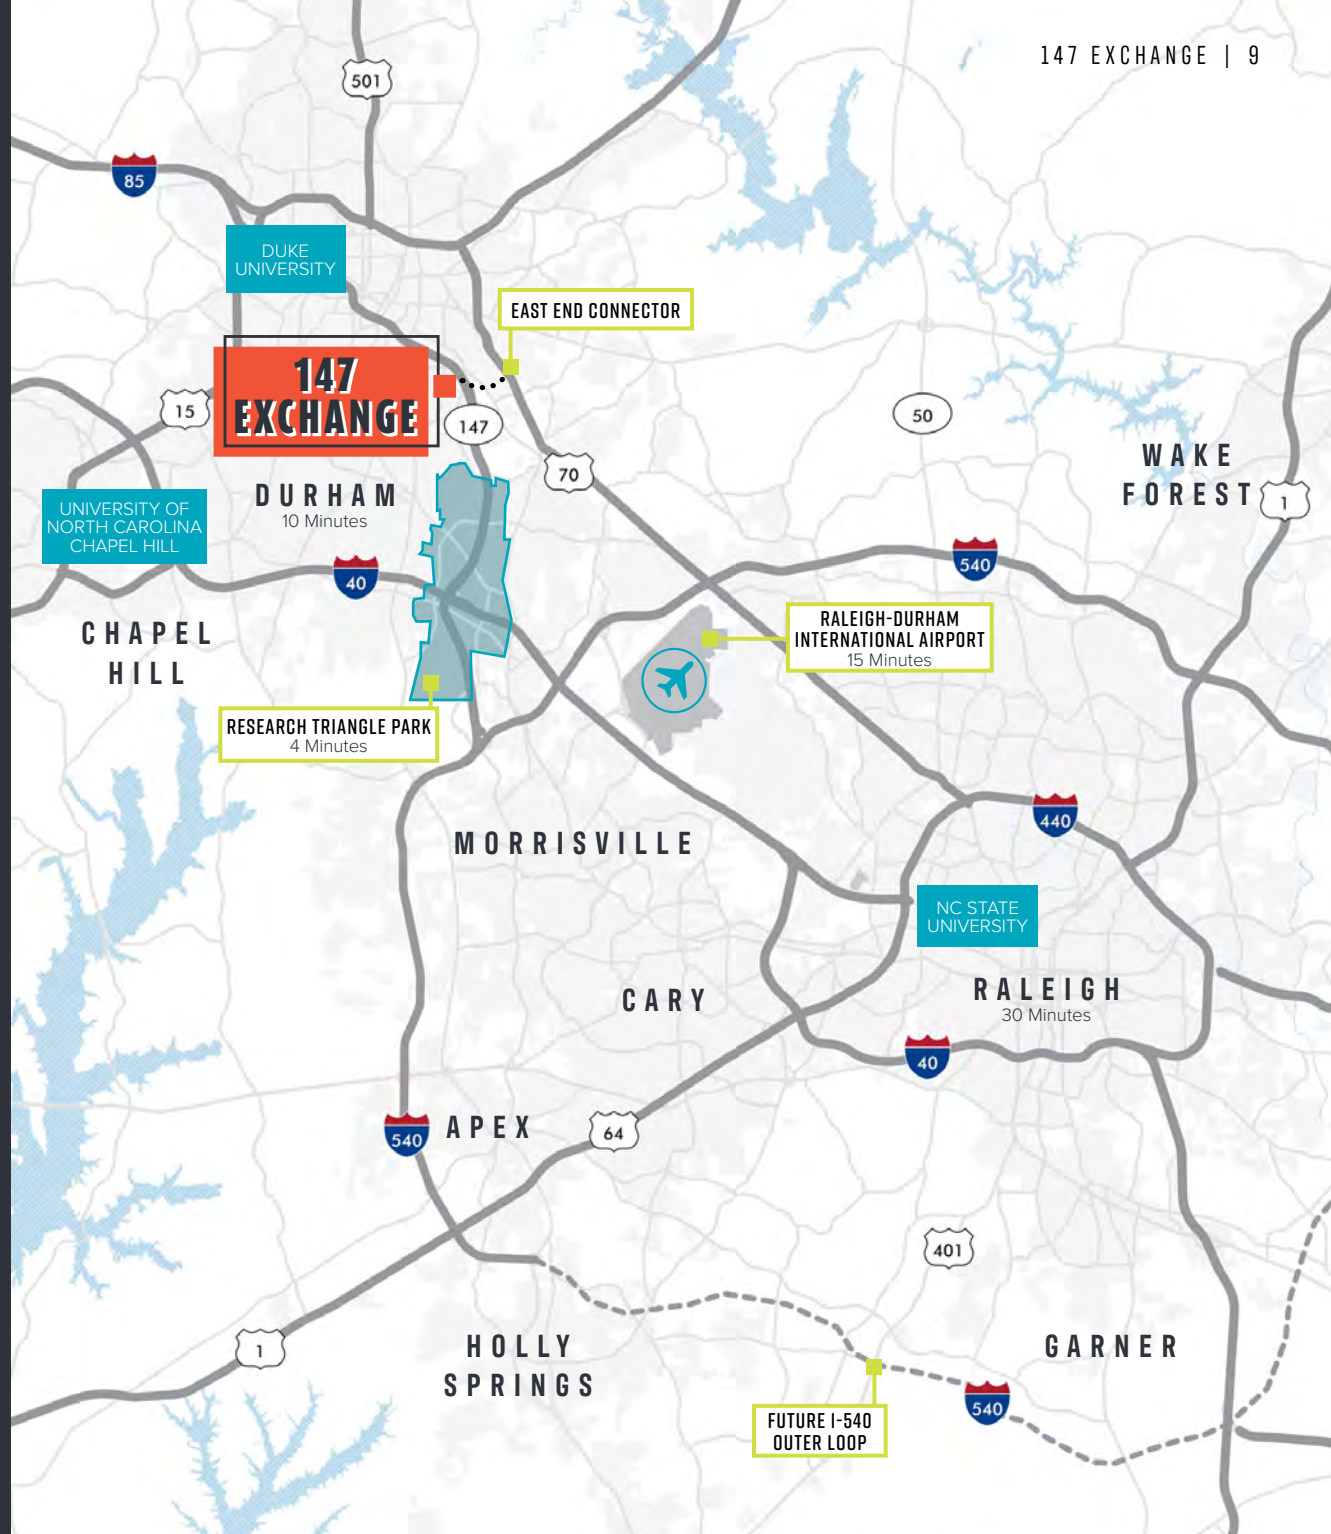 147 EXCHANGE | 9
501
85
DUKE
UNIVERSITY
EAST END CONNECTOR
147
EXCHANGE
15
147
50
70
WAKE
FOREST
1
DURHAM
10 Minutes
UNIVERSITY OF
NORTH CAROLINA
CHAPEL HILL
40
540
CHAPEL
HILL
RALEIGH-DURHAM
INTERNATIONAL AIRPORT
15 Minutes
RESEARCH TRIANGLE PARK
4 Minutes
440
MORRISVILLE
NC STATE
UNIVERSITY
CARY
RALEIGH
30 Minutes
40
540
APEX
64
401
1
HOLLY
SPRINGS
GARNER
540
FUTURE I-540
OUTER LOOP